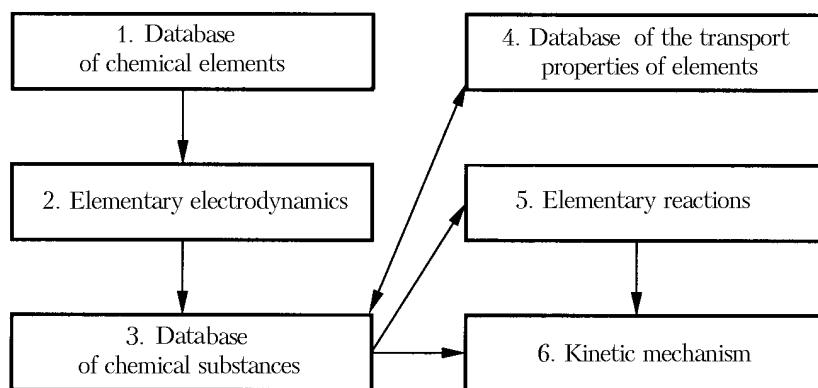 1. Database
of chemical elements
2. Elementary electrodynamics
3. Database
of chemical substances
4. Database of the transport
properties of elements
5. Elementary reactions
6. Kinetic mechanism